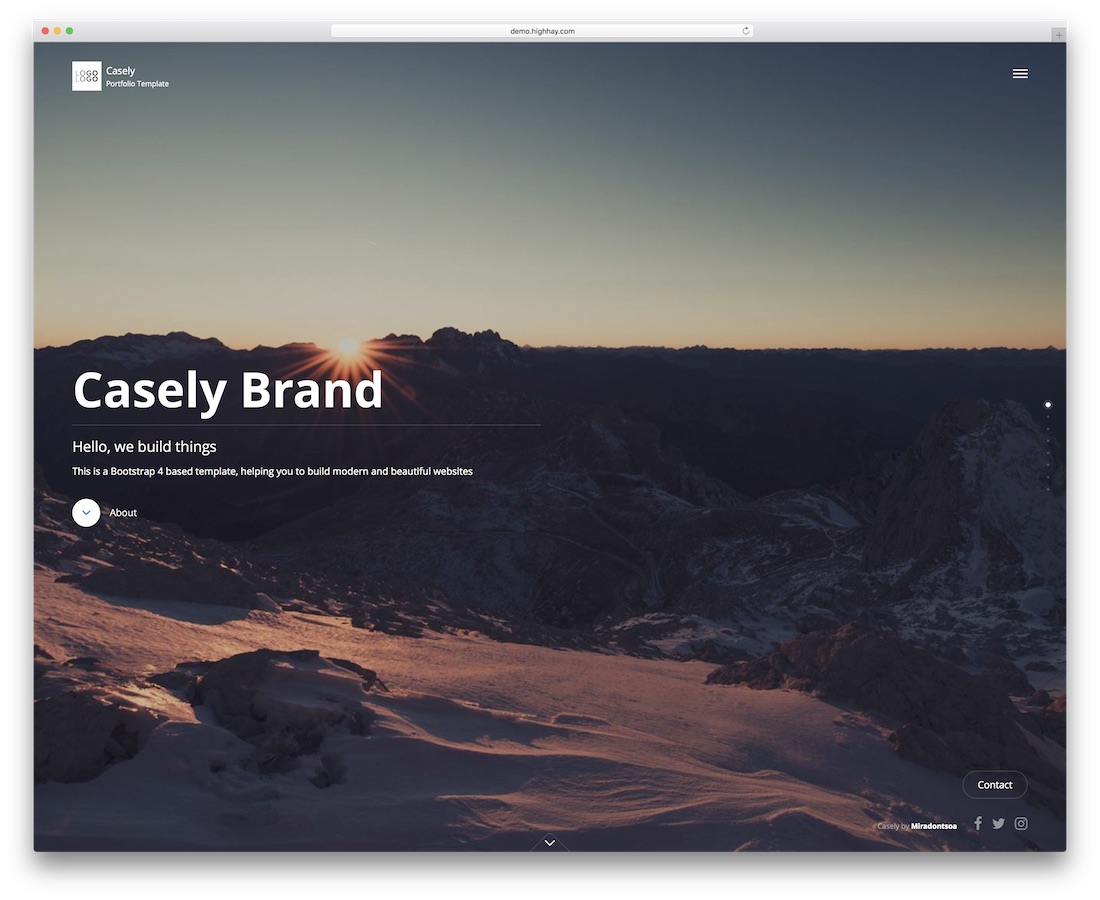 demo.highhay.com
LOGO
LOGO
Casely
Portfolio Template
Casely Brand
Hello, we build things
This is a Bootstrap 4 based template, helping you to build modern and beautiful websites
About
Contact
Casely by Miradontsoa